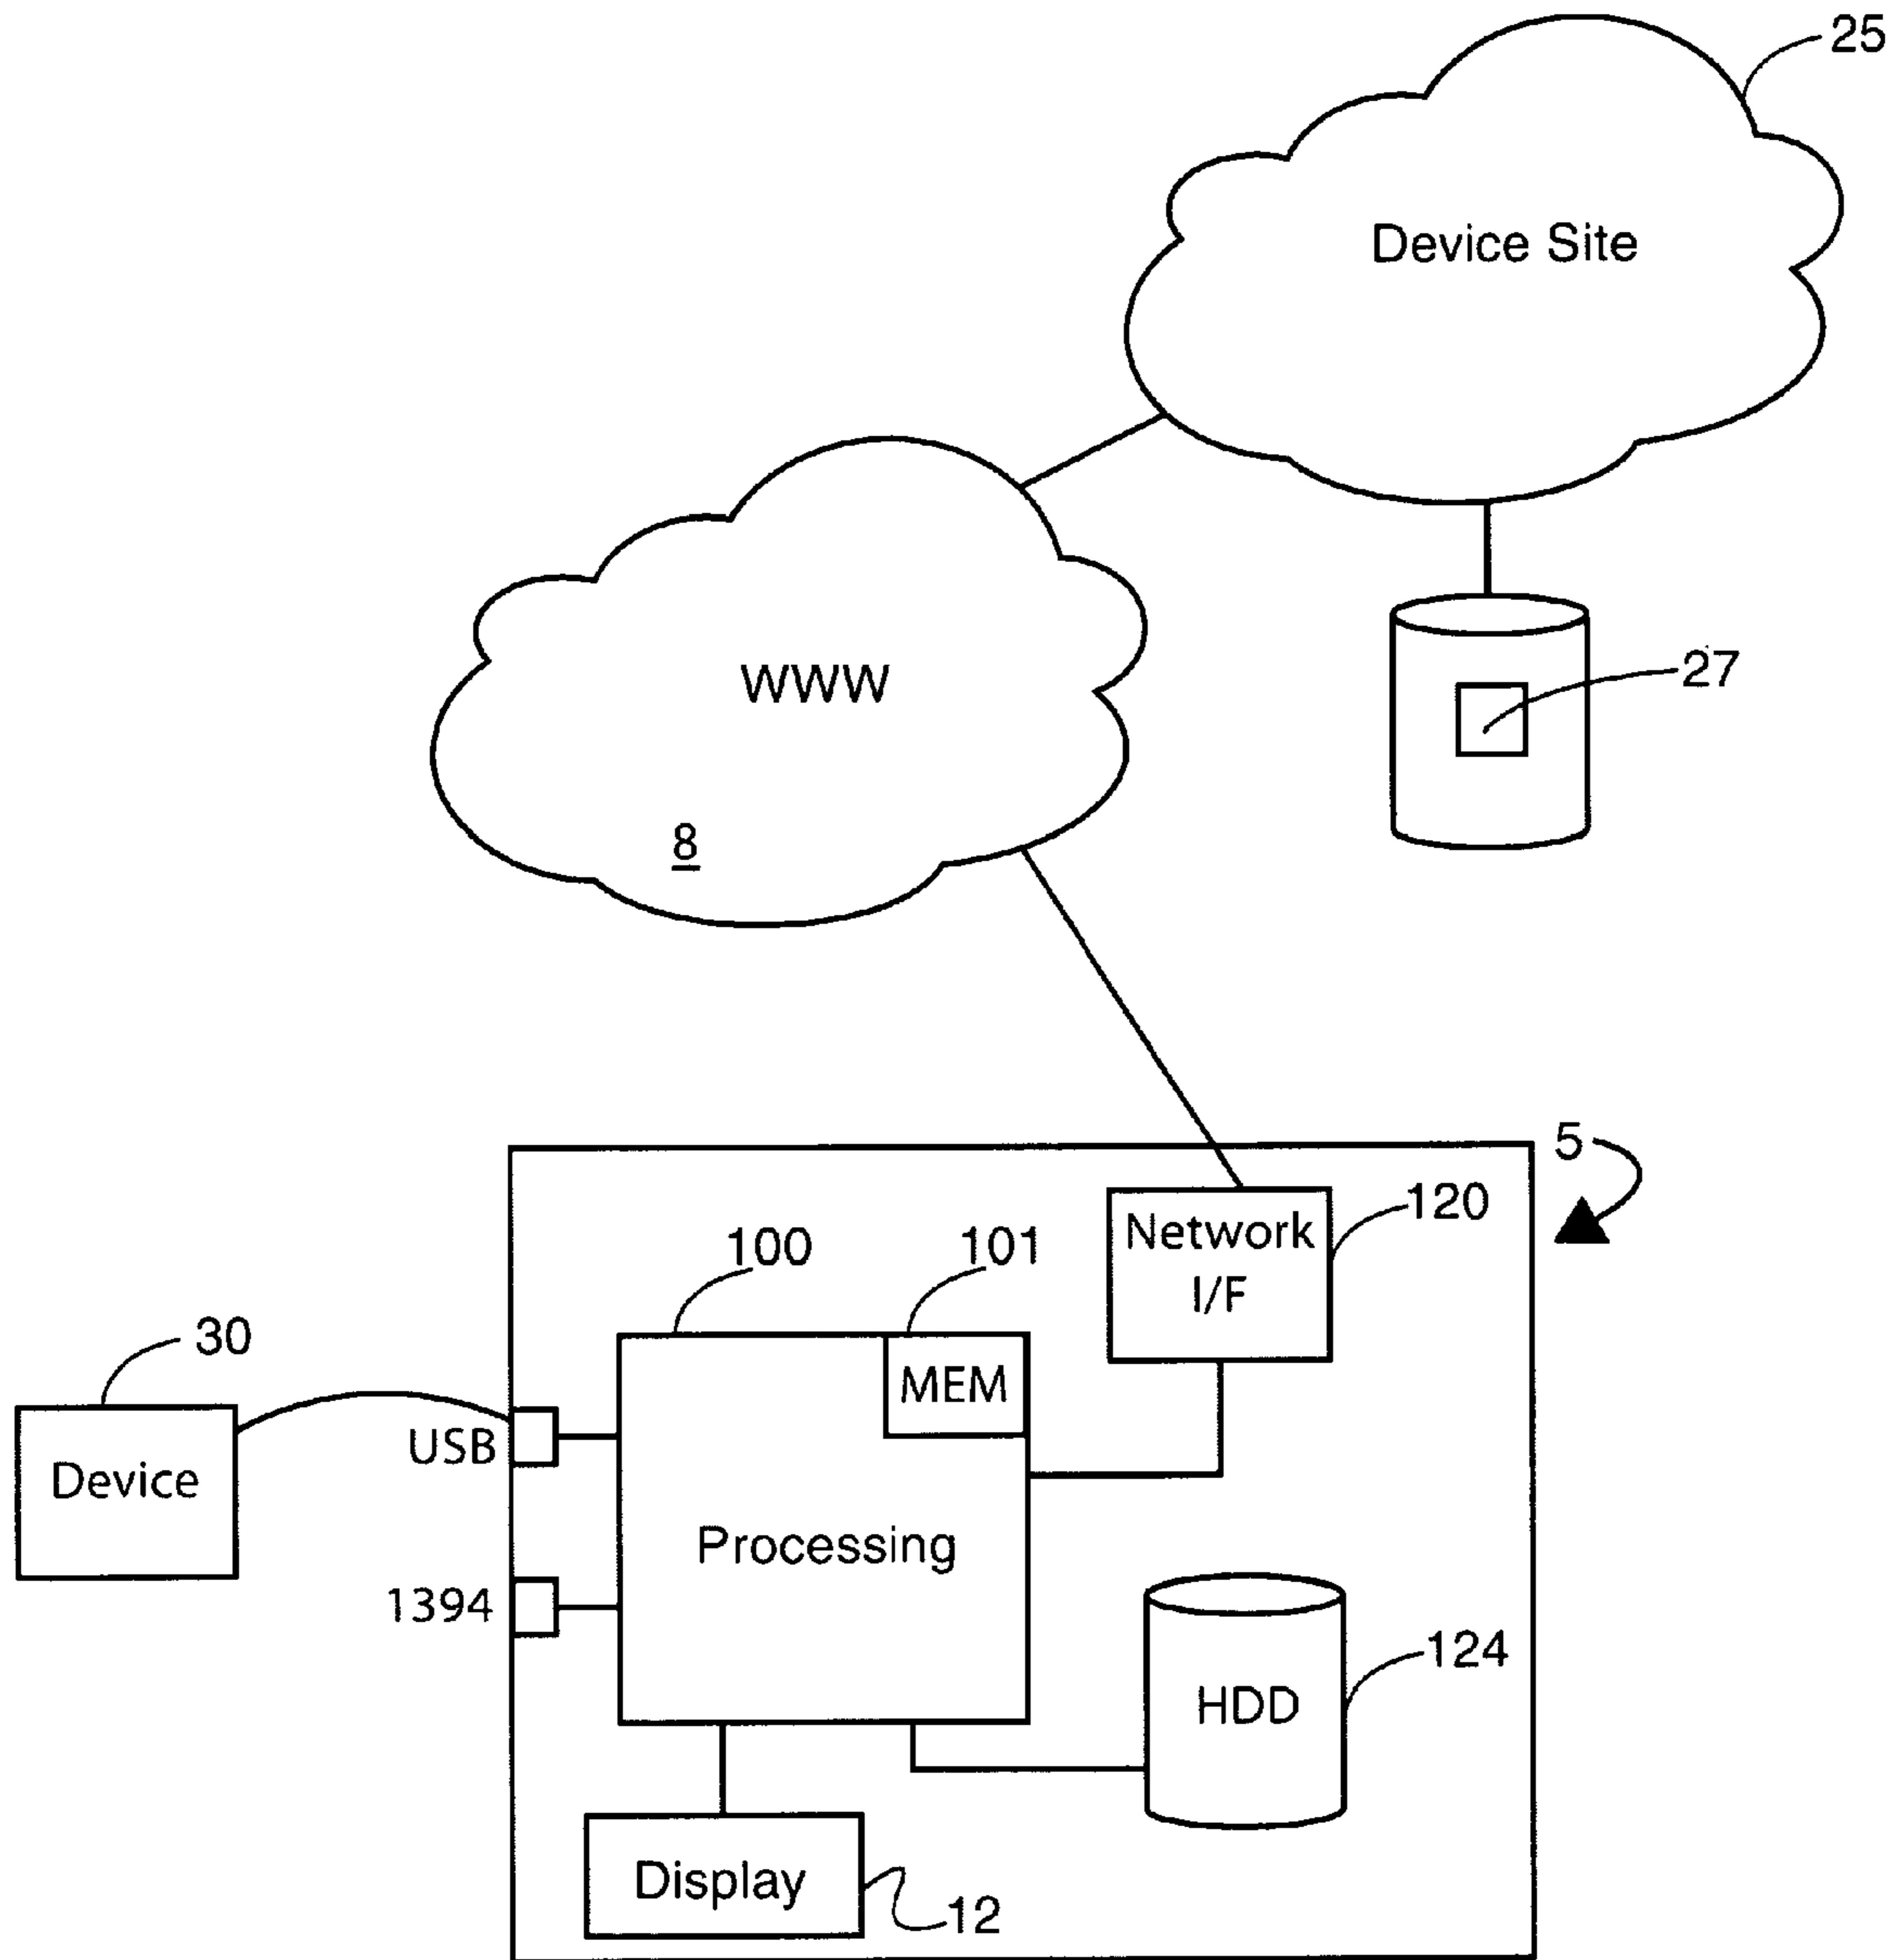 25
Device Site
27
WWW
8
5
120
Network
I/F
100
101
MEM
30
Device
USB
Processing
1394
124
HDD
Display
12